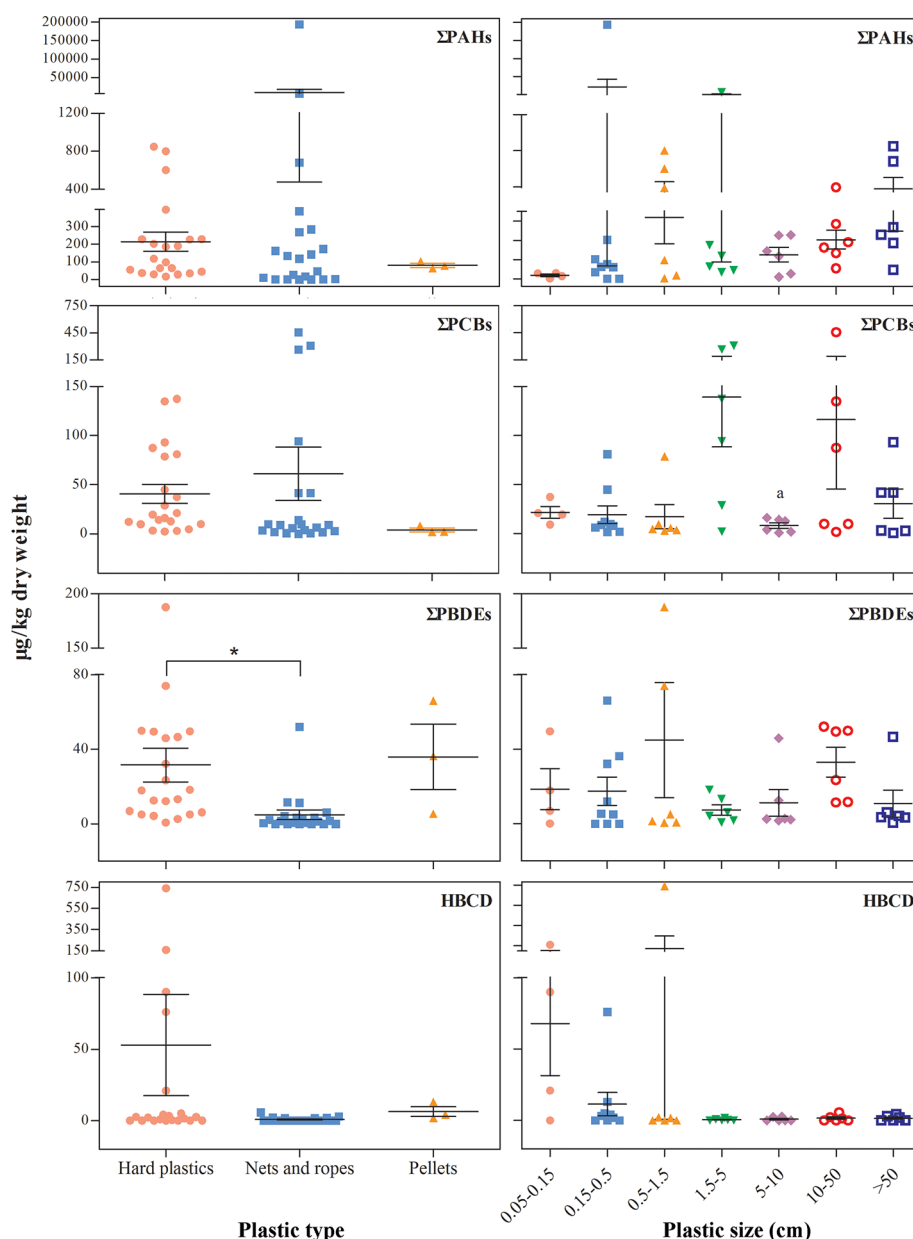 200000
150000
100000
50000
1200
800
400
300
200
100
0
ΣPAHs
ΣPAHs
750
450
150
150
100
50
0
ΣPCBs
ΣPCBs
a
µg/kg dry weight
200
150
80
40
0
ΣPBDEs
*
ΣPBDEs
750
550
350
150
100
50
0
HBCD
HBCD
Hard plastics Nets and ropes Pellets
0.05-0.15 0.15-0.5 0.5-1.5 1.5-5 5-10 10-50 >50
Plastic type
Plastic size (cm)